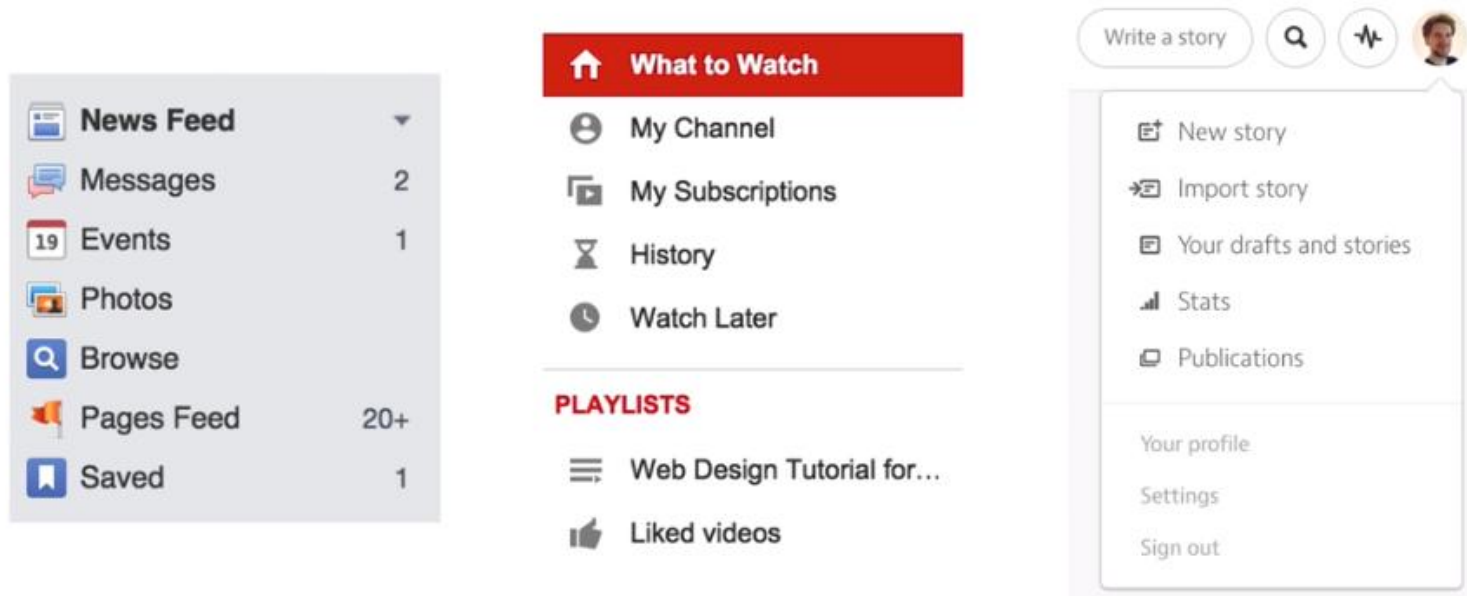 News Feed
Messages 2
19 Events 1
Photos
Browse
Pages Feed 20+
Saved 1
What to Watch
My Channel
My Subscriptions
History
Watch Later
PLAYLISTS
Web Design Tutorial for…
Liked videos
Write a story
New story
Import story
Your drafts and stories
Stats
Publications
Your profile
Settings
Sign out